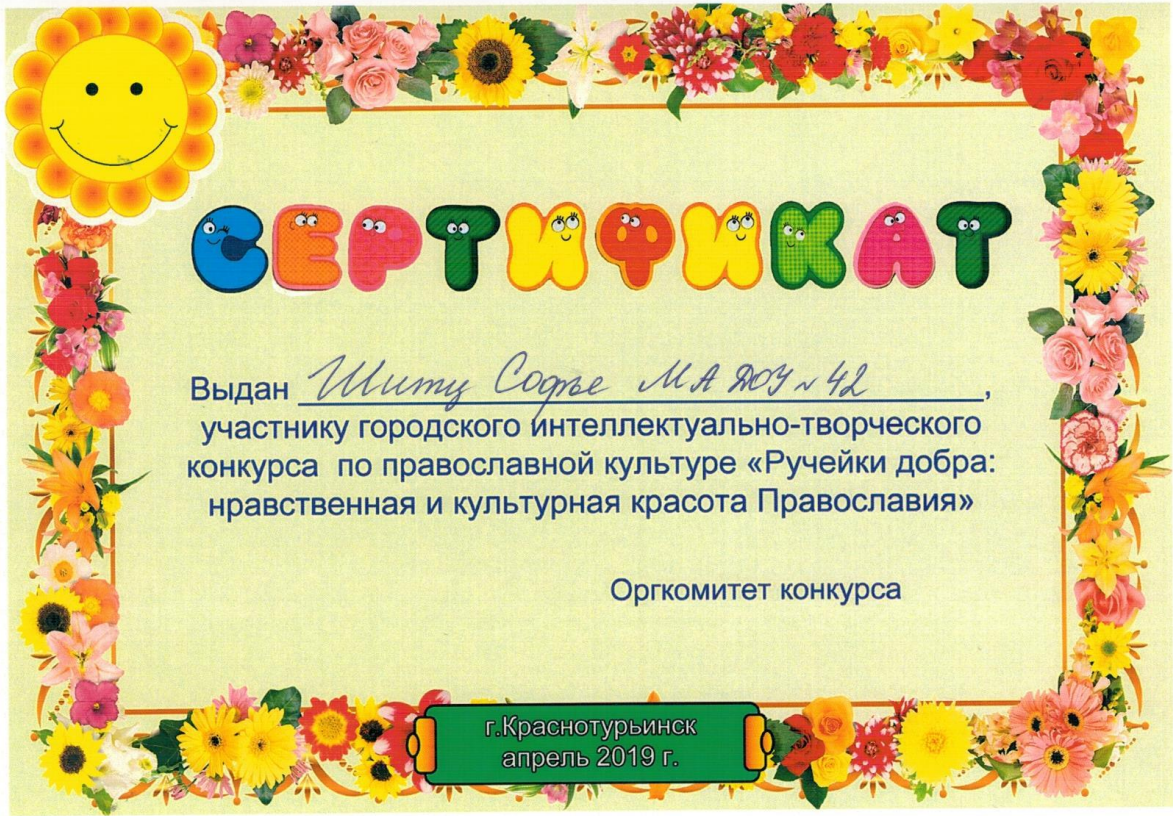 СЕРТИФИКАТ
Выдан Шитц Софье МАДОУ №42,
участнику городского интеллектуально-творческого
конкурса по православной культуре «Ручейки добра:
нравственная и культурная красота Православия»
Оргкомитет конкурса
г.Краснотурьинск
апрель 2019 г.